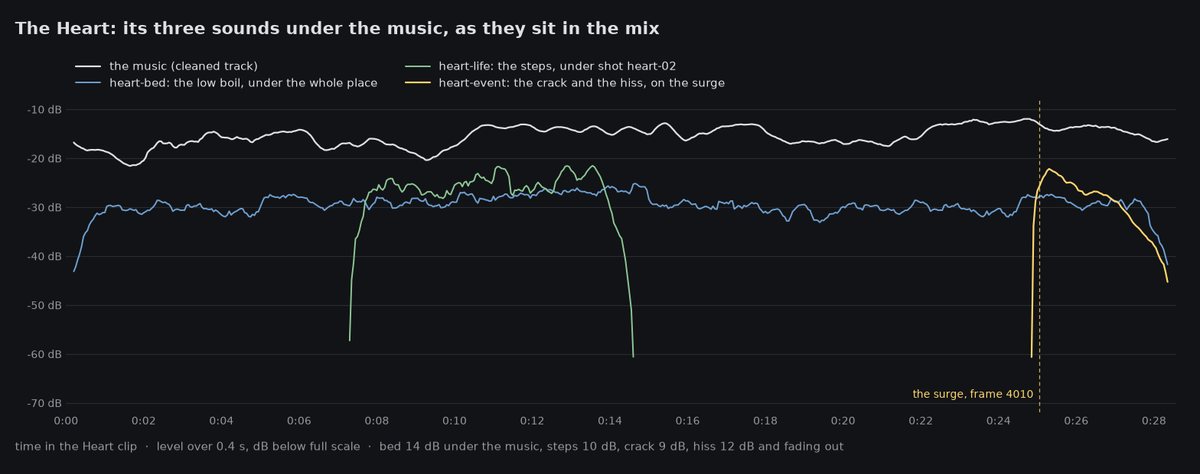 The Heart: its three sounds under the music, as they sit in the mix
the music (cleaned track)
heart-bed: the low boil, under the whole place
heart-life: the steps, under shot heart-02
heart-event: the crack and the hiss, on the surge
-10 dB
-20 dB
-30 dB
-40 dB
-50 dB
-60 dB
-70 dB
the surge, frame 4010
0:00 0:02 0:04 0:06 0:08 0:10 0:12 0:14 0:16 0:18 0:20 0:22 0:24 0:26 0:28
time in the Heart clip · level over 0.4 s, dB below full scale · bed 14 dB under the music, steps 10 dB, crack 9 dB, hiss 12 dB and fading out